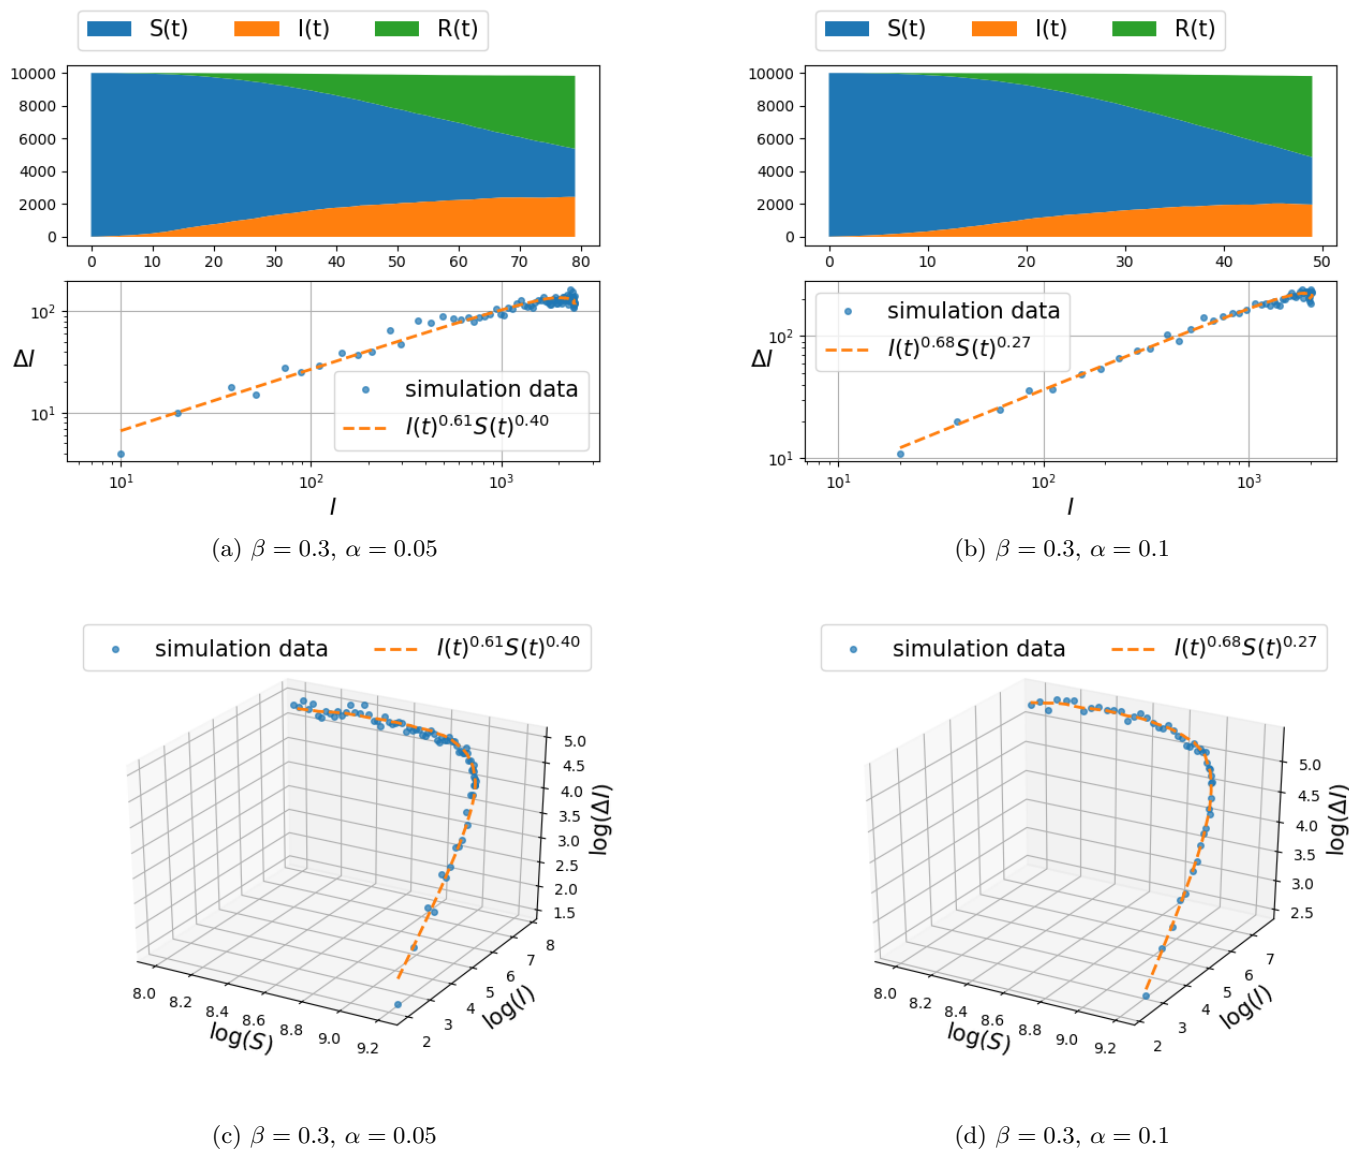 S(t) I(t) R(t)
10000
8000
6000
4000
2000
0
0 10 20 30 40 50 60 70 80
10²
ΔI
10¹
simulation data
I(t)^0.61 S(t)^0.40
10¹ 10² 10³
I
(a) β = 0.3, α = 0.05
S(t) I(t) R(t)
10000
8000
6000
4000
2000
0
0 10 20 30 40 50
simulation data
I(t)^0.68 S(t)^0.27
10²
ΔI
10¹
10¹ 10² 10³
I
(b) β = 0.3, α = 0.1
simulation data I(t)^0.61 S(t)^0.40
5.0
4.5
4.0
3.5
3.0
2.5
2.0
1.5
log(ΔI)
8.0 8.2 8.4 8.6 8.8 9.0 9.2
log(S)
2 3 4 5 6 7 8
log(I)
(c) β = 0.3, α = 0.05
simulation data I(t)^0.68 S(t)^0.27
5.0
4.5
4.0
3.5
3.0
2.5
log(ΔI)
8.0 8.2 8.4 8.6 8.8 9.0 9.2
log(S)
2 3 4 5 6 7
log(I)
(d) β = 0.3, α = 0.1